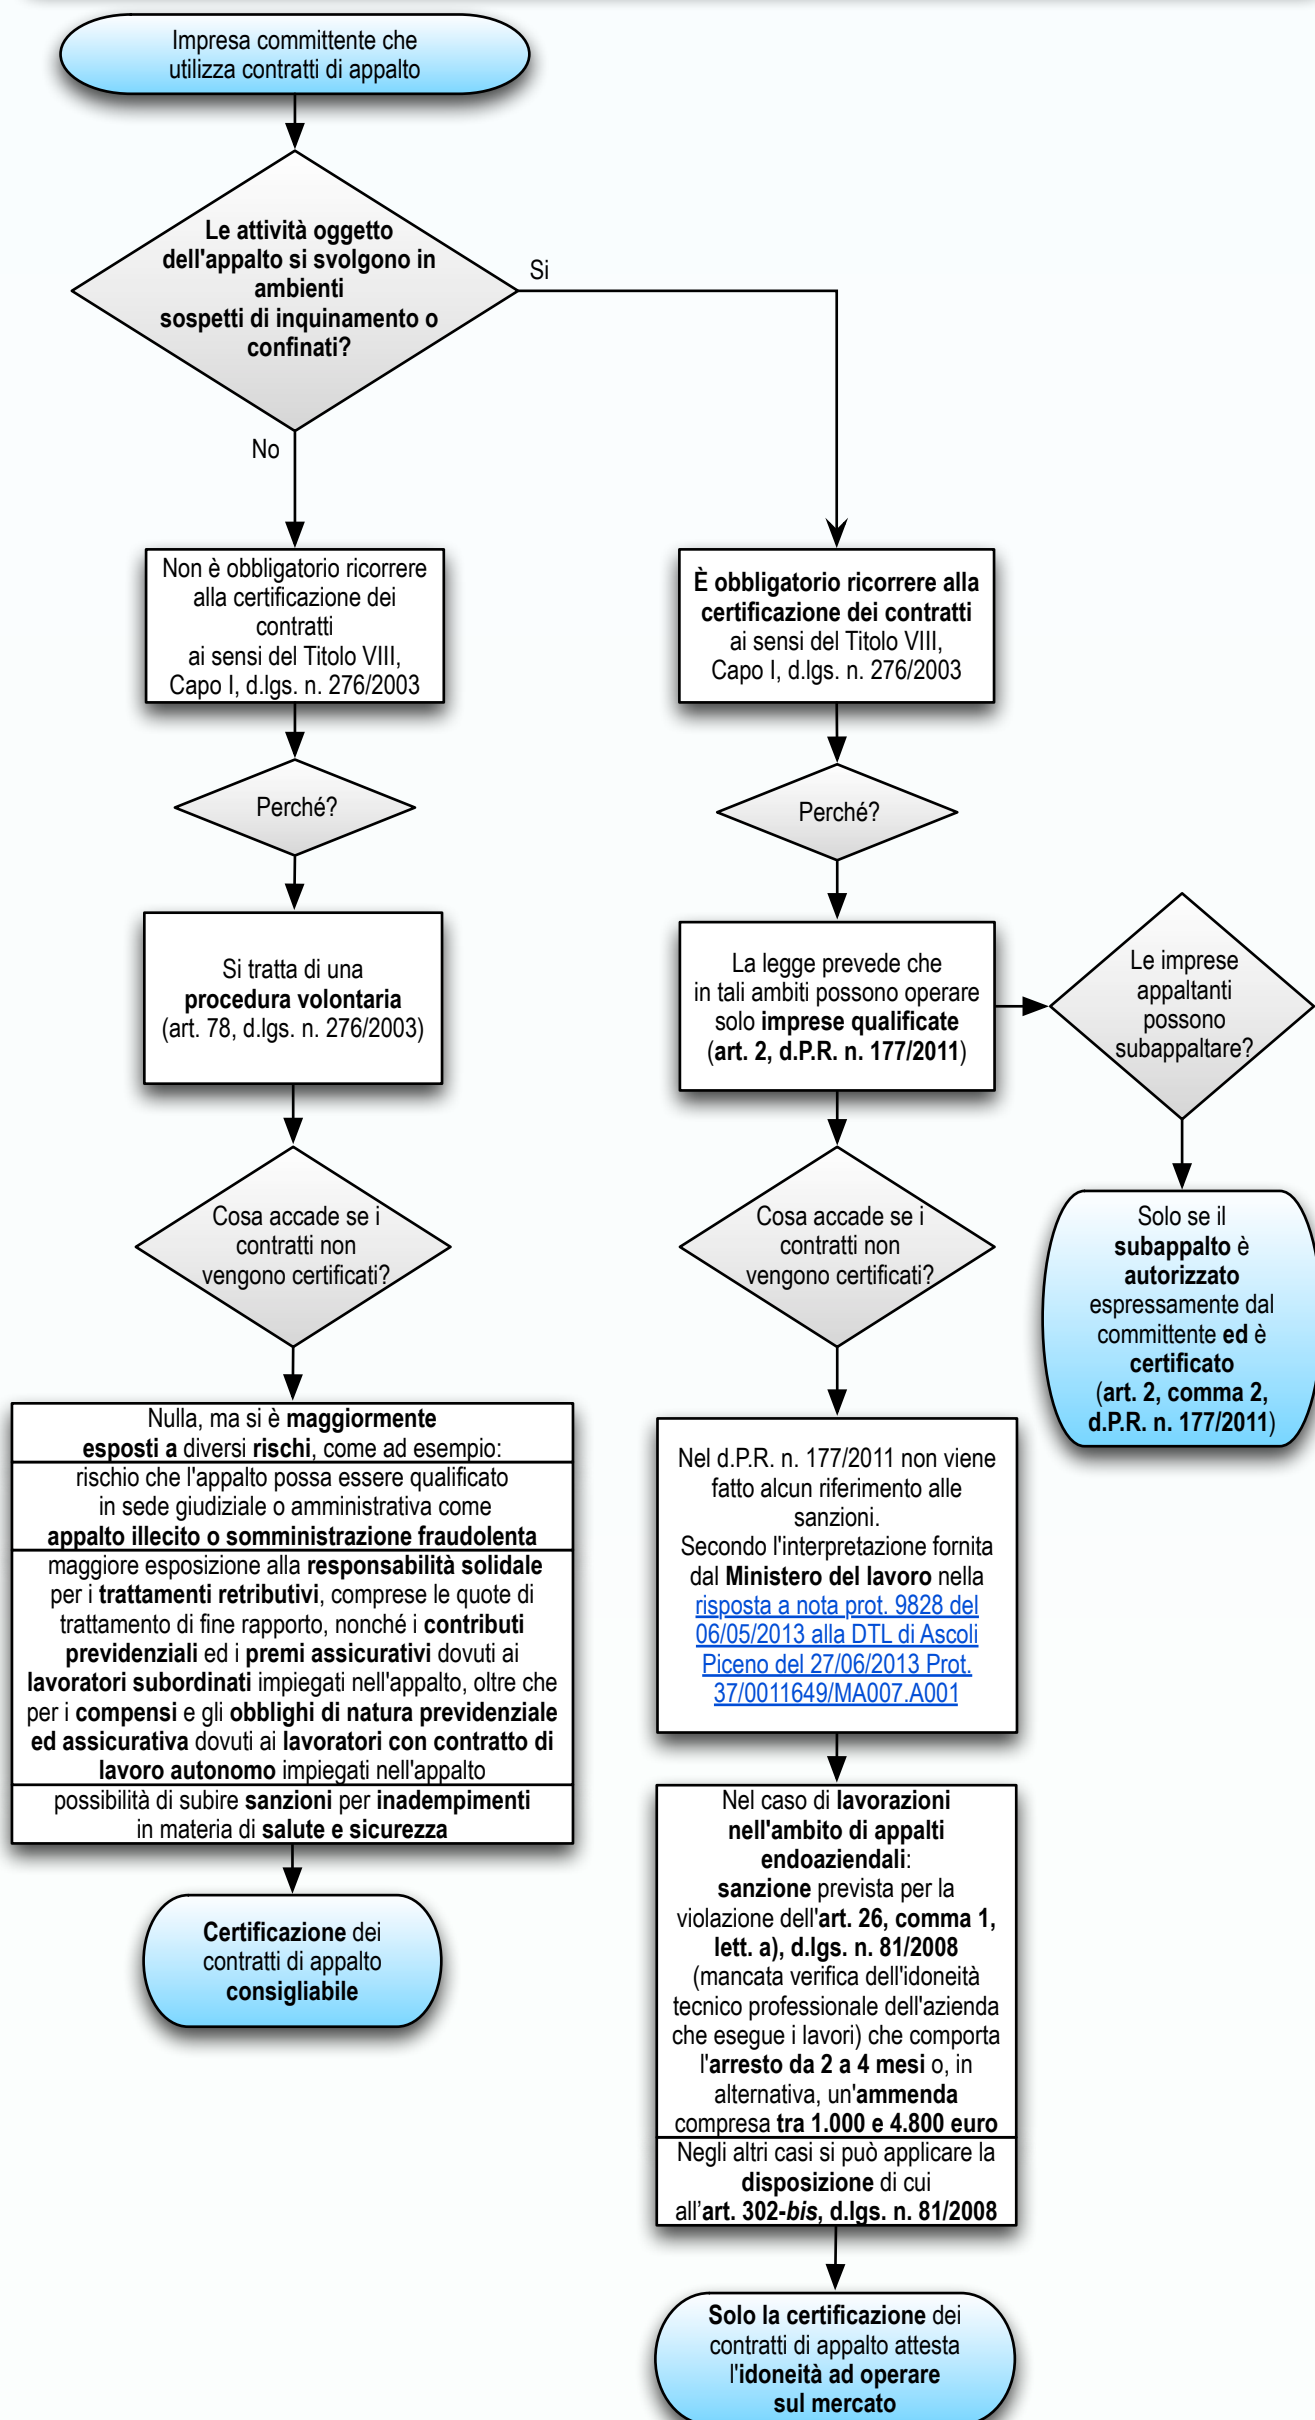 Impresa committente che
utilizza contratti di appalto
Le attività oggetto
dell'appalto si svolgono in
ambienti
sospetti di inquinamento o
confinati?
Si
No
Non è obbligatorio ricorrere
alla certificazione dei
contratti
ai sensi del Titolo VIII,
Capo I, d.lgs. n. 276/2003
Perché?
Si tratta di una
procedura volontaria
(art. 78, d.lgs. n. 276/2003)
Cosa accade se i
contratti non
vengono certificati?
Nulla, ma si è maggiormente
esposti a diversi rischi, come ad esempio:
rischio che l'appalto possa essere qualificato
in sede giudiziale o amministrativa come
appalto illecito o somministrazione fraudolenta
maggiore esposizione alla responsabilità solidale
per i trattamenti retributivi, comprese le quote di
trattamento di fine rapporto, nonché i contributi
previdenziali ed i premi assicurativi dovuti ai
lavoratori subordinati impiegati nell'appalto, oltre che
per i compensi e gli obblighi di natura previdenziale
ed assicurativa dovuti ai lavoratori con contratto di
lavoro autonomo impiegati nell'appalto
possibilità di subire sanzioni per inadempimenti
in materia di salute e sicurezza
Certificazione dei
contratti di appalto
consigliabile
È obbligatorio ricorrere alla
certificazione dei contratti
ai sensi del Titolo VIII,
Capo I, d.lgs. n. 276/2003
Perché?
La legge prevede che
in tali ambiti possono operare
solo imprese qualificate
(art. 2, d.P.R. n. 177/2011)
Le imprese
appaltanti
possono
subappaltare?
Solo se il
subappalto è
autorizzato
espressamente dal
committente ed è
certificato
(art. 2, comma 2,
d.P.R. n. 177/2011)
Cosa accade se i
contratti non
vengono certificati?
Nel d.P.R. n. 177/2011 non viene
fatto alcun riferimento alle
sanzioni.
Secondo l'interpretazione fornita
dal Ministero del lavoro nella
risposta a nota prot. 9828 del
06/05/2013 alla DTL di Ascoli
Piceno del 27/06/2013 Prot.
37/0011649/MA007.A001
Nel caso di lavorazioni
nell'ambito di appalti
endoaziendali:
sanzione prevista per la
violazione dell'art. 26, comma 1,
lett. a), d.lgs. n. 81/2008
(mancata verifica dell'idoneità
tecnico professionale dell'azienda
che esegue i lavori) che comporta
l'arresto da 2 a 4 mesi o, in
alternativa, un'ammenda
compresa tra 1.000 e 4.800 euro
Negli altri casi si può applicare la
disposizione di cui
all'art. 302-bis, d.lgs. n. 81/2008
Solo la certificazione dei
contratti di appalto attesta
l'idoneità ad operare
sul mercato